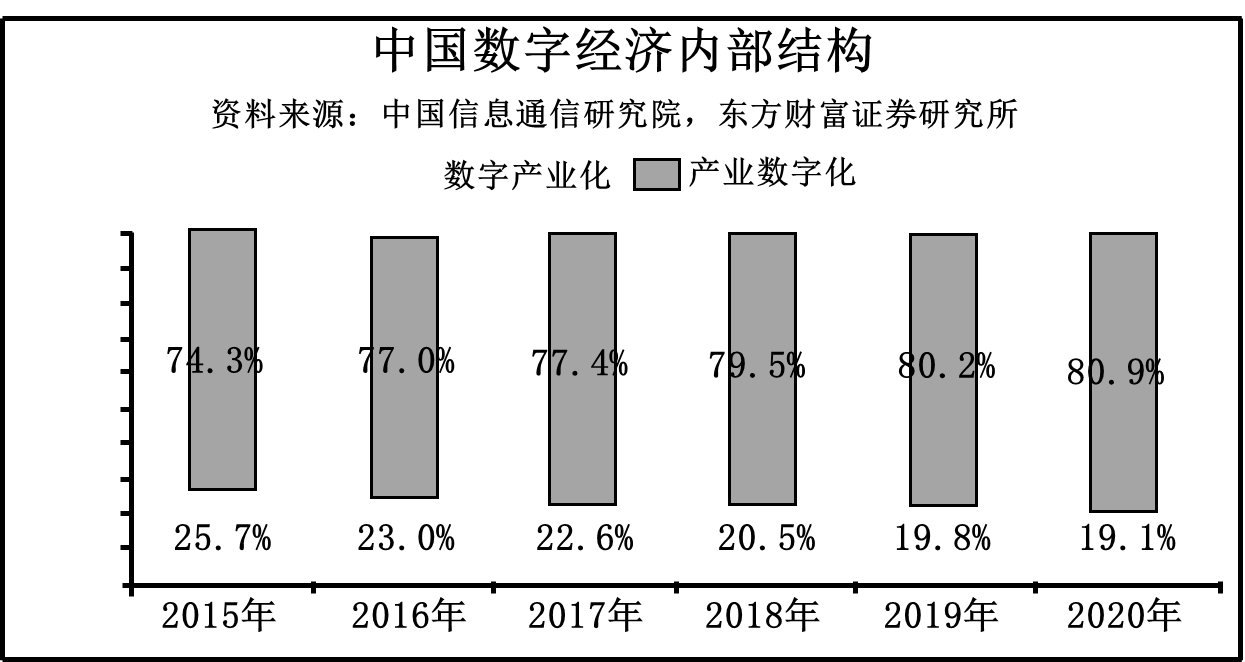 中国数字经济内部结构
资料来源：中国信息通信研究院，东方财富证券研究所
数字产业化 产业数字化
74.3% 77.0% 77.4% 79.5% 80.2% 80.9%
25.7% 23.0% 22.6% 20.5% 19.8% 19.1%
2015年 2016年 2017年 2018年 2019年 2020年